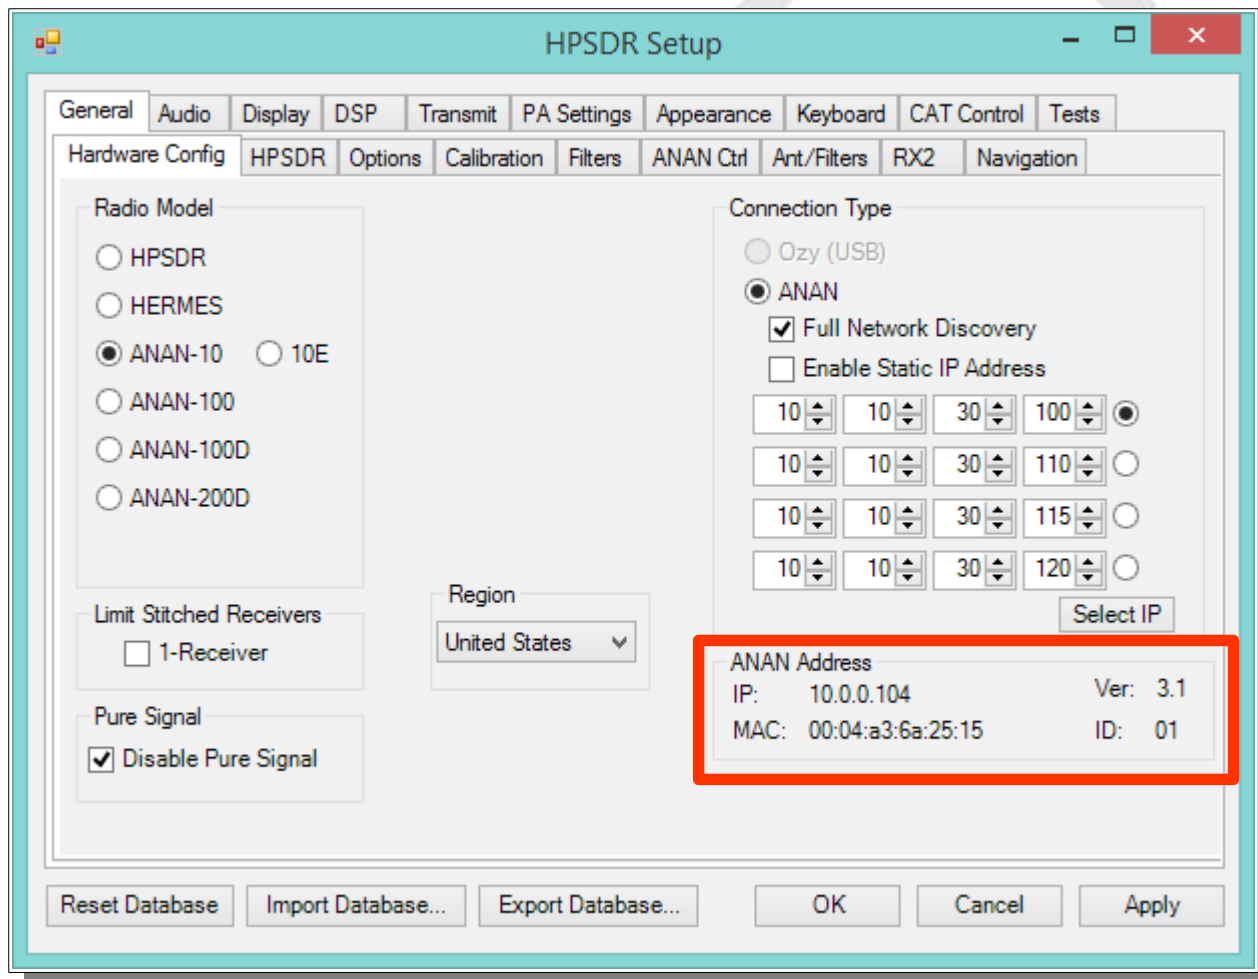 HPSDR Setup
General Audio Display DSP Transmit PA Settings Appearance Keyboard CAT Control Tests
Hardware Config HPSDR Options Calibration Filters ANAN Ctrl Ant/Filters RX2 Navigation
Radio Model
HPSDR
HERMES
ANAN-10 10E
ANAN-100
ANAN-100D
ANAN-200D
Limit Stitched Receivers
1-Receiver
Pure Signal
Disable Pure Signal
Region
United States
Connection Type
Ozy (USB)
ANAN
Full Network Discovery
Enable Static IP Address
10 10 30 100
10 10 30 110
10 10 30 115
10 10 30 120
Select IP
ANAN Address
IP: 10.0.0.104 Ver: 3.1
MAC: 00:04:a3:6a:25:15 ID: 01
Reset Database Import Database... Export Database... OK Cancel Apply